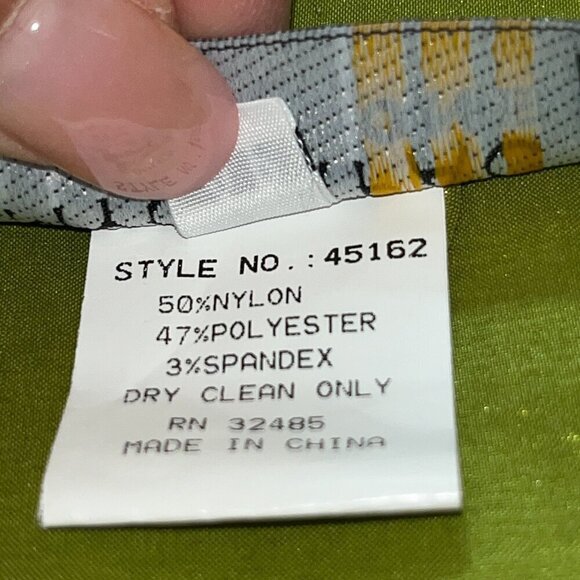 STYLE NO.: 45162
50%NYLON
47%POLYESTER
3%SPANDEX
DRY CLEAN ONLY
RN 32485
MADE IN CHINA